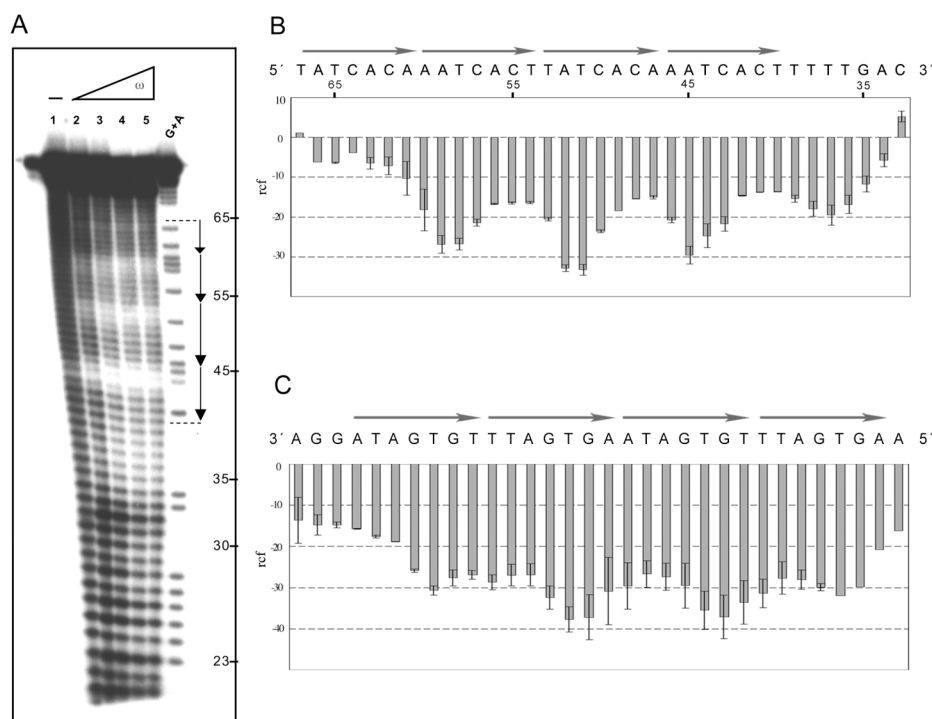 A
ω
1 2 3 4 5 G+A
65
55
45
35
30
23
B
5´ T A T C A C A A A T C A C T T A T C A C A A A T C A C T T T T T G A C 3´
65 55 45 35
10
0
-10
-20
-30
rcf
C
3´ A G G A T A G T G T T T A G T G A A T A G T G T T T A G T G A A 5´
0
-10
-20
-30
-40
rcf